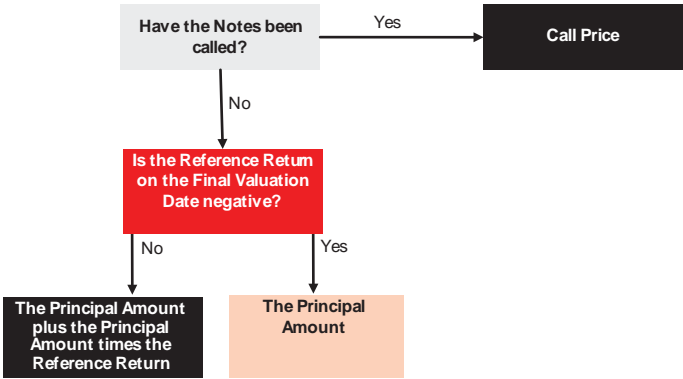 Have the Notes been
called?
Yes
Call Price
No
Is the Reference Return
on the Final Valuation
Date negative?
No
Yes
The Principal Amount
plus the Principal
Amount times the
Reference Return
The Principal
Amount